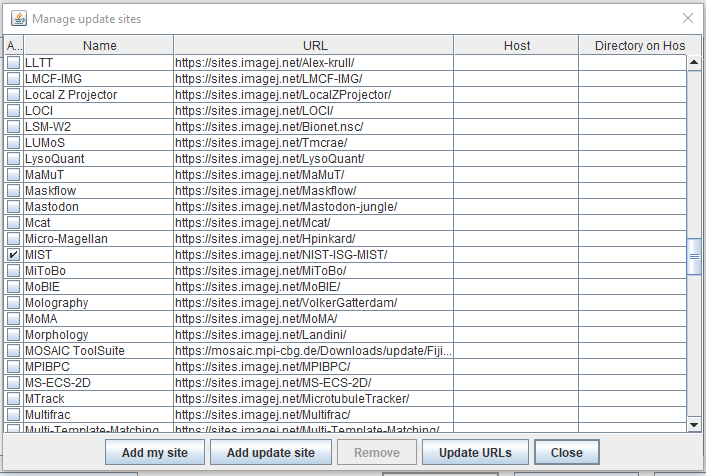 Manage update sites
A... Name URL Host Directory on Hos
LLTT https://sites.imagej.net/Alex-krull/
LMCF-IMG https://sites.imagej.net/LMCF-IMG/
Local Z Projector https://sites.imagej.net/LocalZProjector/
LOCI https://sites.imagej.net/LOCI/
LSM-W2 https://sites.imagej.net/Bionet.nsc/
LUMoS https://sites.imagej.net/Tmcrae/
LysoQuant https://sites.imagej.net/LysoQuant/
MaMuT https://sites.imagej.net/MaMuT/
Maskflow https://sites.imagej.net/Maskflow/
Mastodon https://sites.imagej.net/Mastodon-jungle/
Mcat https://sites.imagej.net/Mcat/
Micro-Magellan https://sites.imagej.net/Hpinkard/
MIST https://sites.imagej.net/NIST-ISG-MIST/
MiToBo https://sites.imagej.net/MiToBo/
MoBIE https://sites.imagej.net/MoBIE/
Molography https://sites.imagej.net/VolkerGatterdam/
MoMA https://sites.imagej.net/MoMA/
Morphology https://sites.imagej.net/Landini/
MOSAIC ToolSuite https://mosaic.mpi-cbg.de/Downloads/update/Fiji...
MPIBPC https://sites.imagej.net/MPIBPC/
MS-ECS-2D https://sites.imagej.net/MS-ECS-2D/
MTrack https://sites.imagej.net/MicrotubuleTracker/
Multifrac https://sites.imagej.net/Multifrac/
Multi-Template-Matching https://sites.imagej.net/Multi-Template-Matching/
Add my site Add update site Remove Update URLs Close